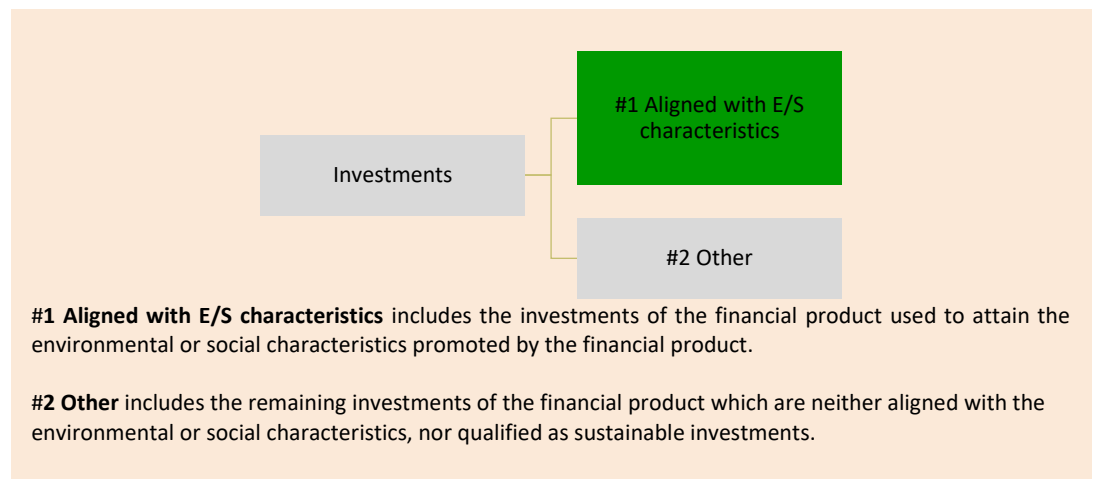 #1 Aligned with E/S
characteristics
Investments
#2 Other
#1 Aligned with E/S characteristics includes the investments of the financial product used to attain the
environmental or social characteristics promoted by the financial product.
#2 Other includes the remaining investments of the financial product which are neither aligned with the
environmental or social characteristics, nor qualified as sustainable investments.